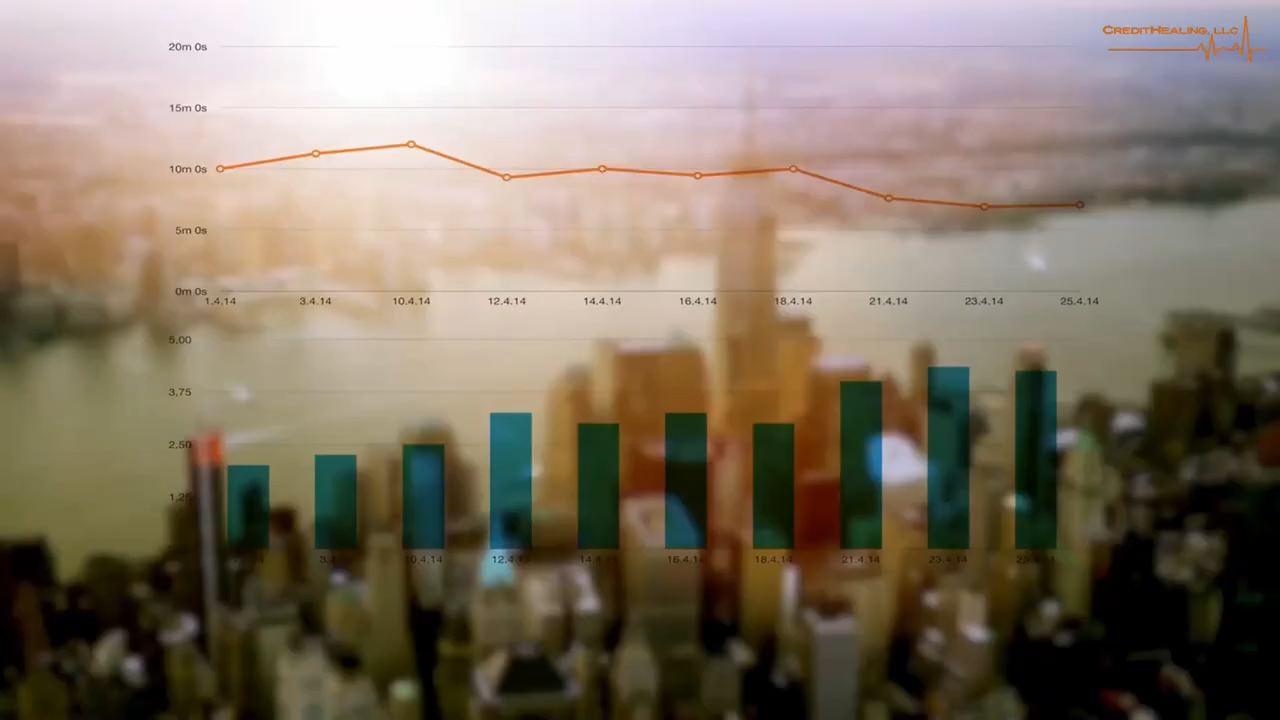 CREDITHEALING, LLC
20m 0s
15m 0s
10m 0s
5m 0s
0m 0s
1.4.14 3.4.14 10.4.14 12.4.14 14.4.14 16.4.14 18.4.14 21.4.14 23.4.14 25.4.14
5,00
3,75
2,50
1,25
12.4.14 16.4.14 18.4.14 21.4.14 23.4.14